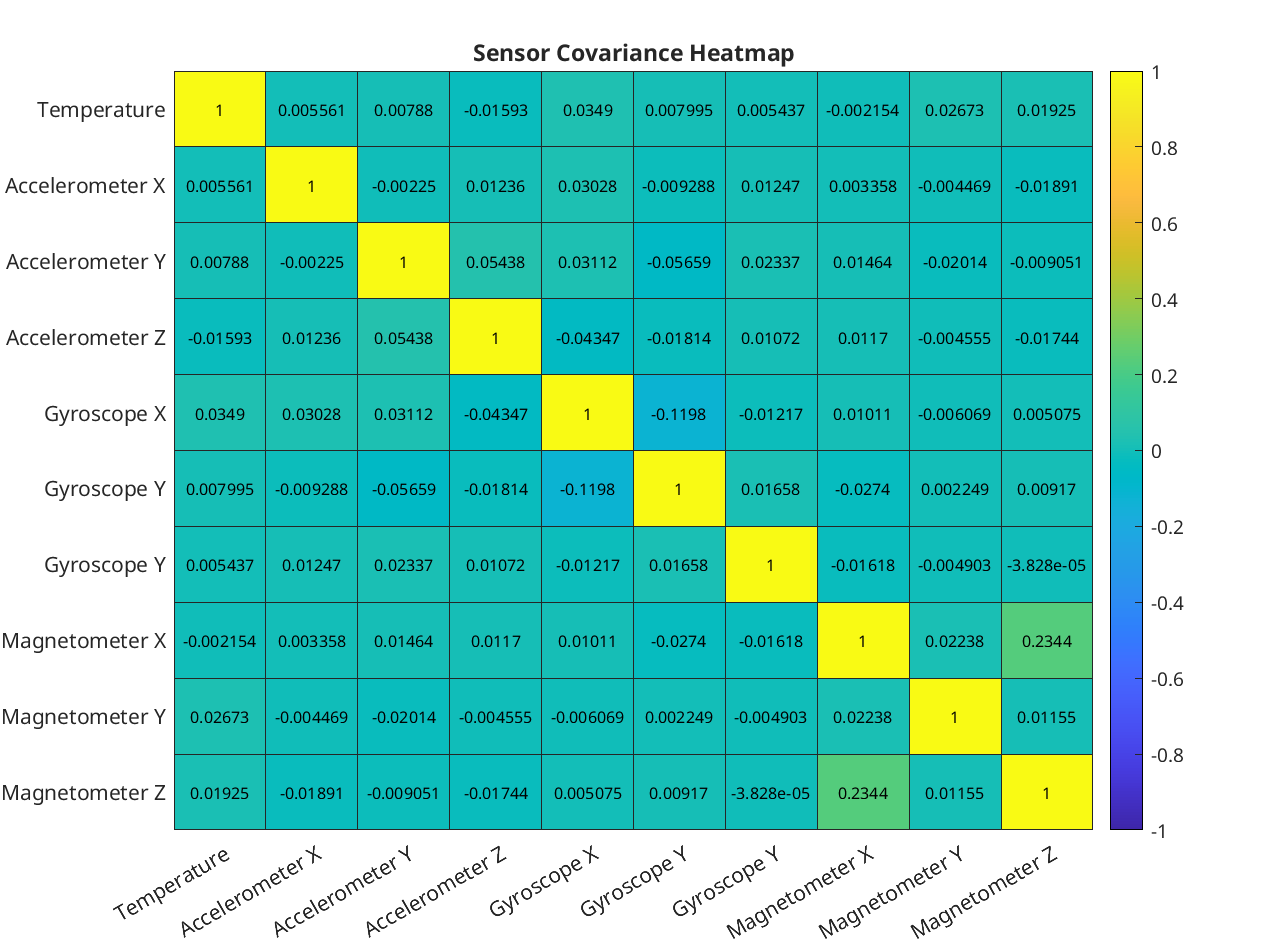 Sensor Covariance Heatmap
Temperature 1 0.005561 0.00788 -0.01593 0.0349 0.007995 0.005437 -0.002154 0.02673 0.01925
Accelerometer X 0.005561 1 -0.00225 0.01236 0.03028 -0.009288 0.01247 0.003358 -0.004469 -0.01891
Accelerometer Y 0.00788 -0.00225 1 0.05438 0.03112 -0.05659 0.02337 0.01464 -0.02014 -0.009051
Accelerometer Z -0.01593 0.01236 0.05438 1 -0.04347 -0.01814 0.01072 0.0117 -0.004555 -0.01744
Gyroscope X 0.0349 0.03028 0.03112 -0.04347 1 -0.1198 -0.01217 0.01011 -0.006069 0.005075
Gyroscope Y 0.007995 -0.009288 -0.05659 -0.01814 -0.1198 1 0.01658 -0.0274 0.002249 0.00917
Gyroscope Y 0.005437 0.01247 0.02337 0.01072 -0.01217 0.01658 1 -0.01618 -0.004903 -3.828e-05
Magnetometer X -0.002154 0.003358 0.01464 0.0117 0.01011 -0.0274 -0.01618 1 0.02238 0.2344
Magnetometer Y 0.02673 -0.004469 -0.02014 -0.004555 -0.006069 0.002249 -0.004903 0.02238 1 0.01155
Magnetometer Z 0.01925 -0.01891 -0.009051 -0.01744 0.005075 0.00917 -3.828e-05 0.2344 0.01155 1
Temperature Accelerometer X Accelerometer Y Accelerometer Z Gyroscope X Gyroscope Y Gyroscope Y Magnetometer X Magnetometer Y Magnetometer Z
1
0.8
0.6
0.4
0.2
0
-0.2
-0.4
-0.6
-0.8
-1